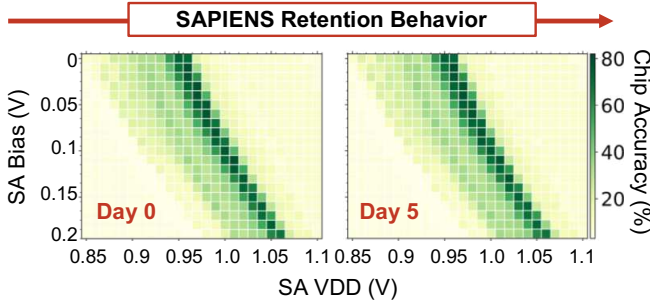 SAPIENS Retention Behavior
SA Bias (V)
0
0.05
0.1
0.15
0.2
Day 0
0.85 0.9 0.95 1.0 1.05 1.1
Day 5
0.85 0.9 0.95 1.0 1.05 1.1
SA VDD (V)
80
60
40
20
Chip Accuracy (%)